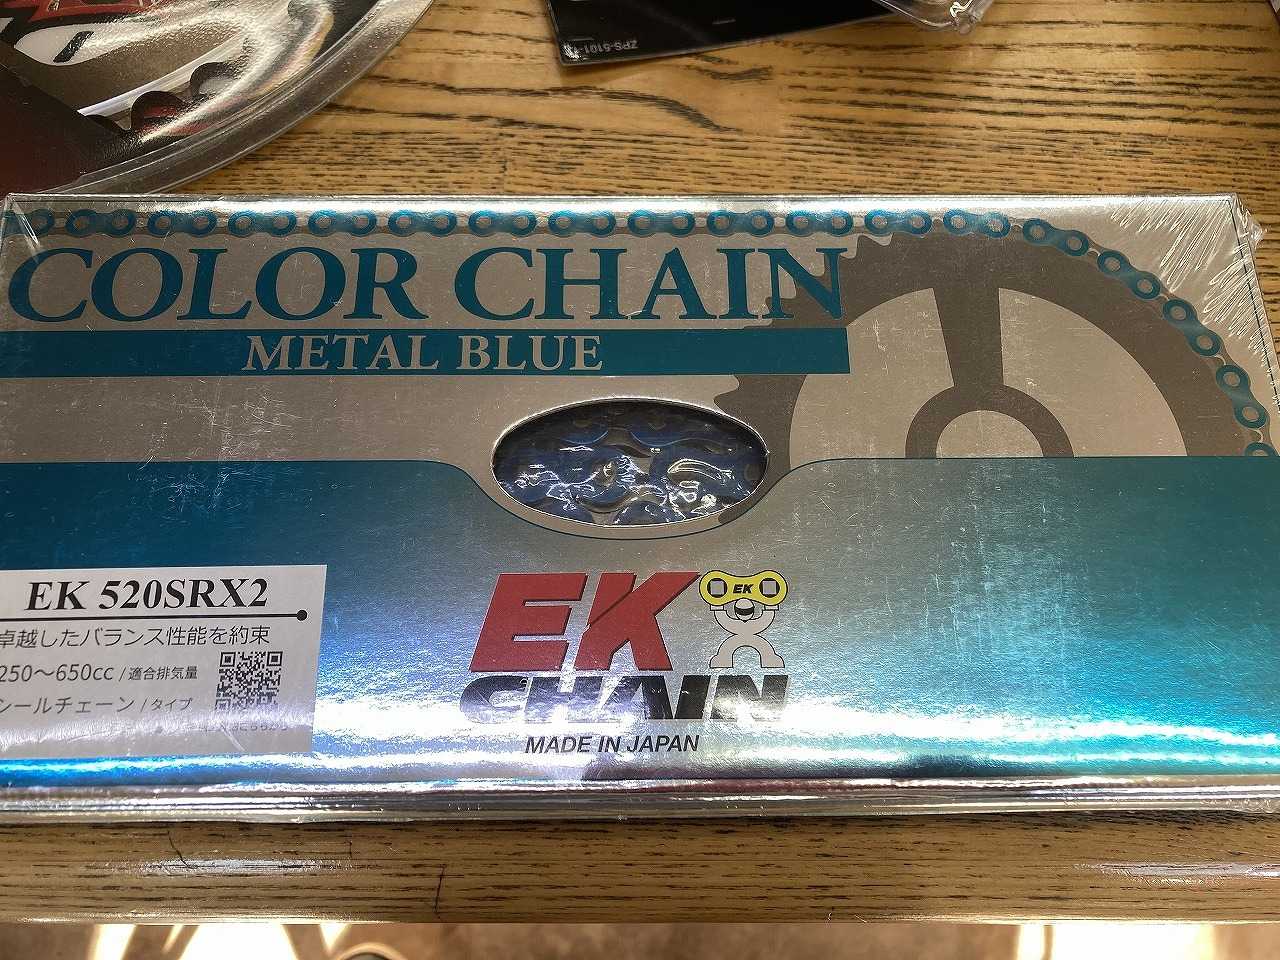 ZPS-5101-
COLOR CHAIN
METAL BLUE
EK 520SRX2
卓越したバランス性能を約束
250～650cc / 適合排気量
シールチェーン / タイプ
EK
EK
CHAIN
MADE IN JAPAN